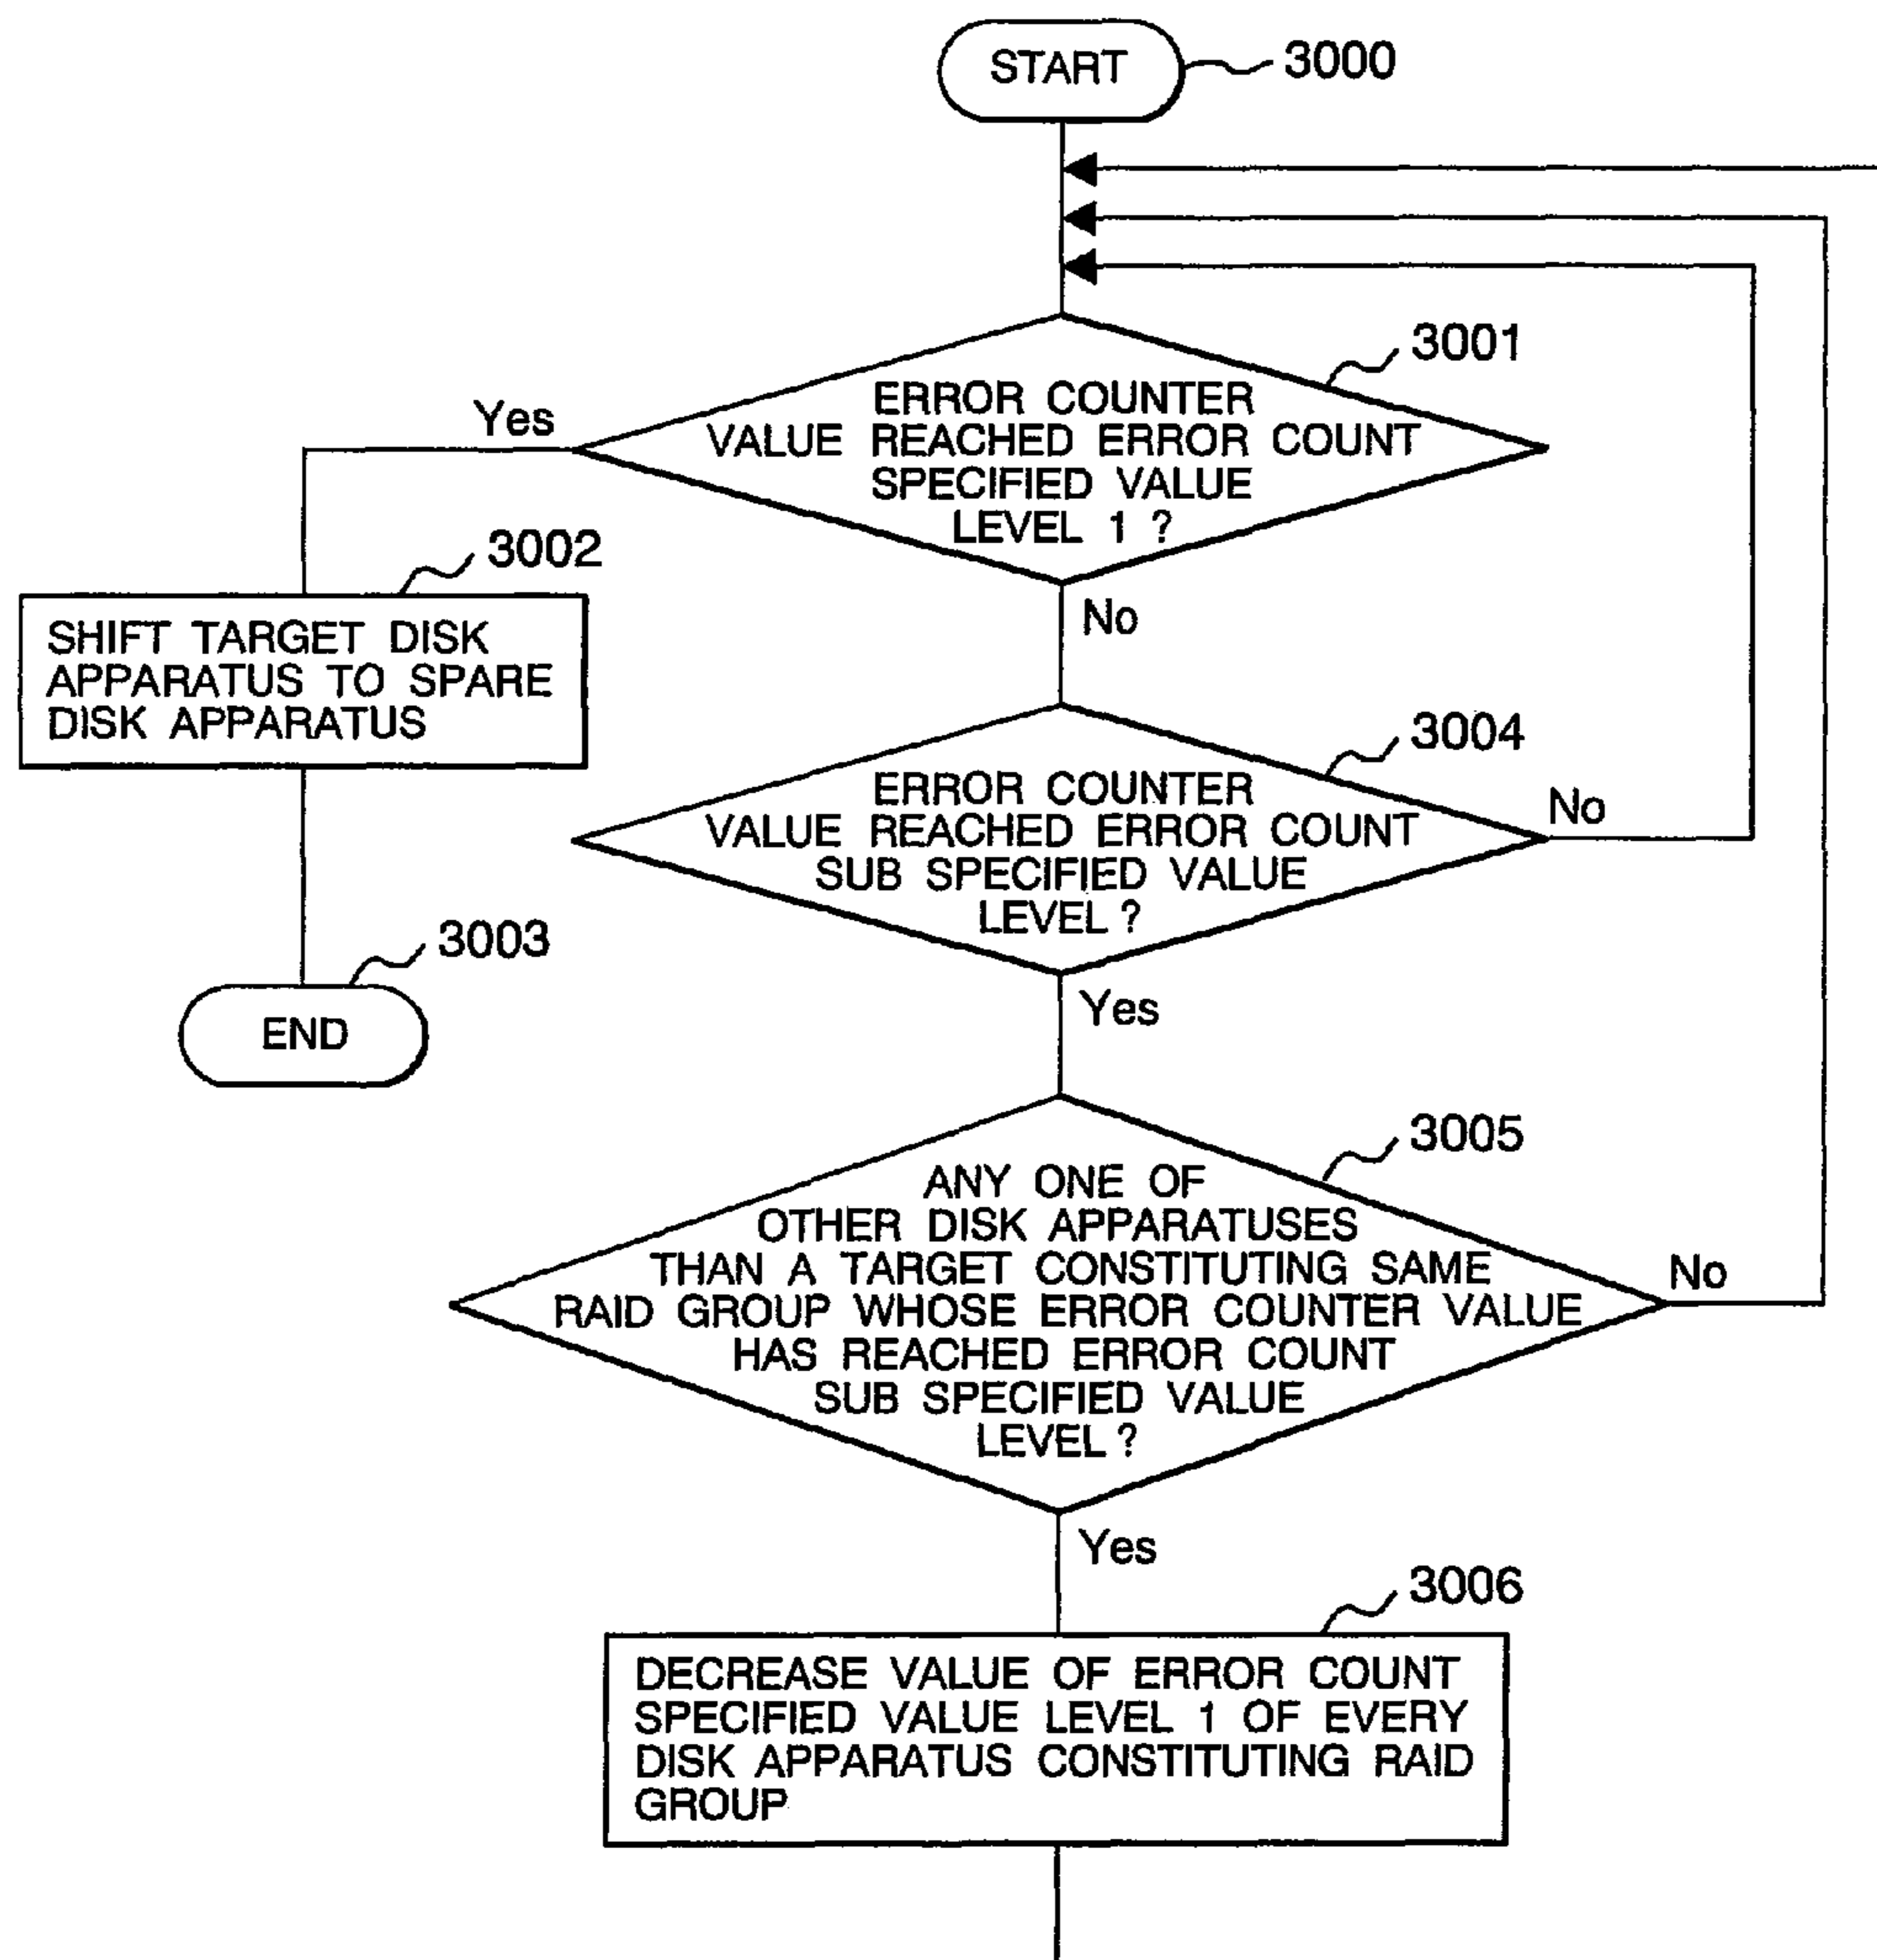 START
3000
3001
ERROR COUNTER
VALUE REACHED ERROR COUNT
SPECIFIED VALUE
LEVEL 1 ?
Yes
No
3002
SHIFT TARGET DISK
APPARATUS TO SPARE
DISK APPARATUS
3003
END
3004
ERROR COUNTER
VALUE REACHED ERROR COUNT
SUB SPECIFIED VALUE
LEVEL ?
No
Yes
3005
ANY ONE OF
OTHER DISK APPARATUSES
THAN A TARGET CONSTITUTING SAME
RAID GROUP WHOSE ERROR COUNTER VALUE
HAS REACHED ERROR COUNT
SUB SPECIFIED VALUE
LEVEL ?
No
Yes
3006
DECREASE VALUE OF ERROR COUNT
SPECIFIED VALUE LEVEL 1 OF EVERY
DISK APPARATUS CONSTITUTING RAID
GROUP